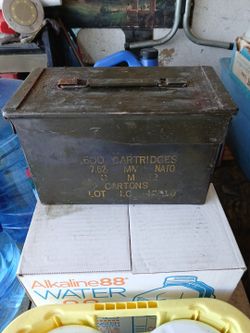 600 CARTRIDGES
7.62 MM NATO
CARTONS
LOT LC
Alkaline88
WATER